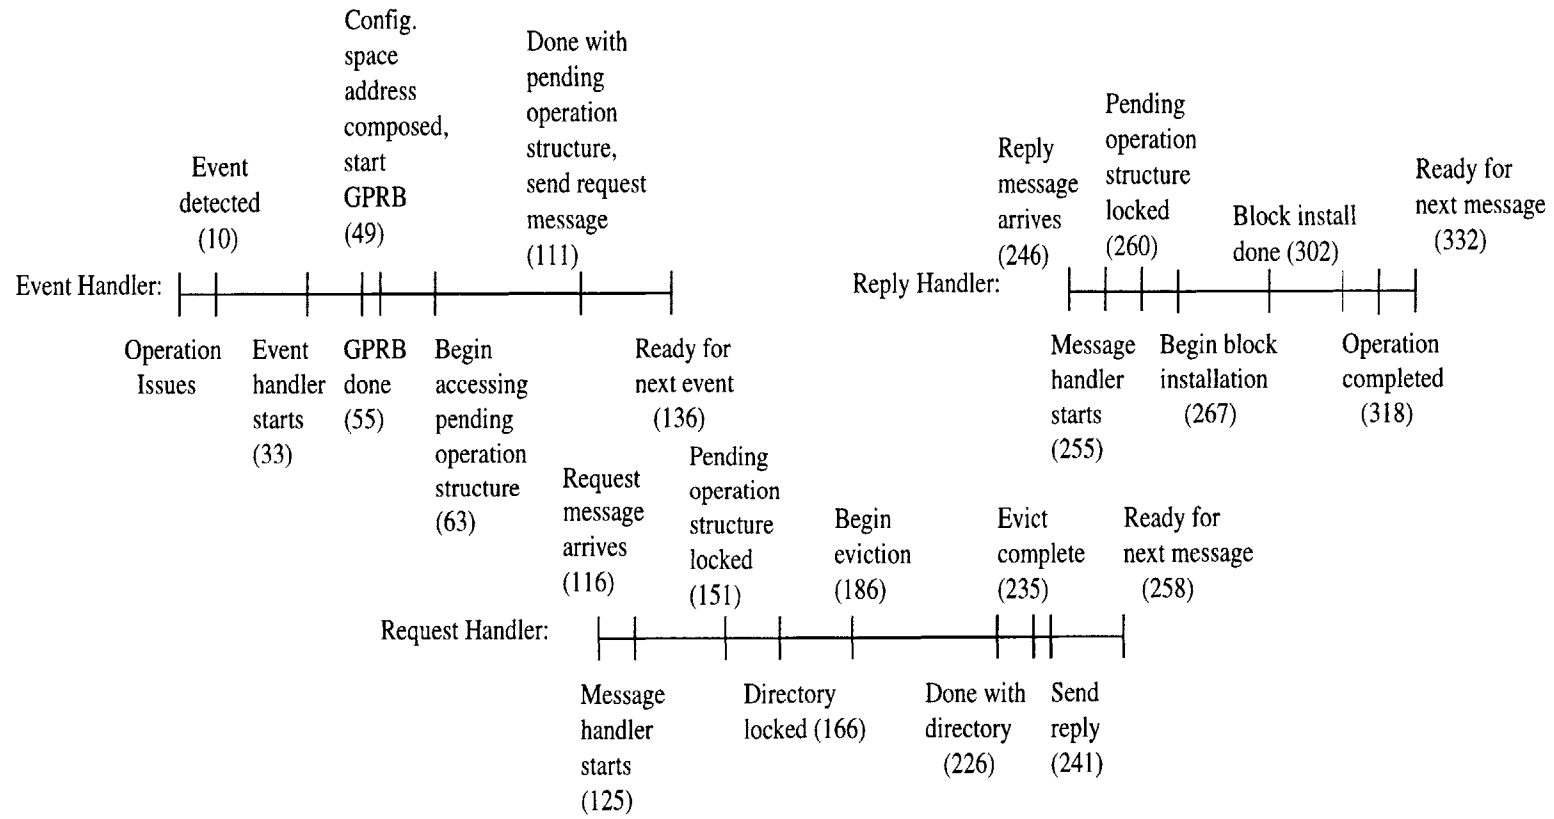 Config.
space
address
composed,
start
GPRB
(49)
Done with
pending
operation
structure,
send request
message
(111)
Event
detected
(10)
Event Handler:
Operation
Issues
Event
handler
starts
(33)
GPRB
done
(55)
Begin
accessing
pending
operation
structure
(63)
Ready for
next event
(136)
Reply
message
arrives
(246)
Pending
operation
structure
locked
(260)
Block install
done (302)
Ready for
next message
(332)
Reply Handler:
Message
handler
starts
(255)
Begin block
installation
(267)
Operation
completed
(318)
Request
message
arrives
(116)
Pending
operation
structure
locked
(151)
Begin
eviction
(186)
Evict
complete
(235)
Ready for
next message
(258)
Request Handler:
Message
handler
starts
(125)
Directory
locked (166)
Done with
directory
(226)
Send
reply
(241)